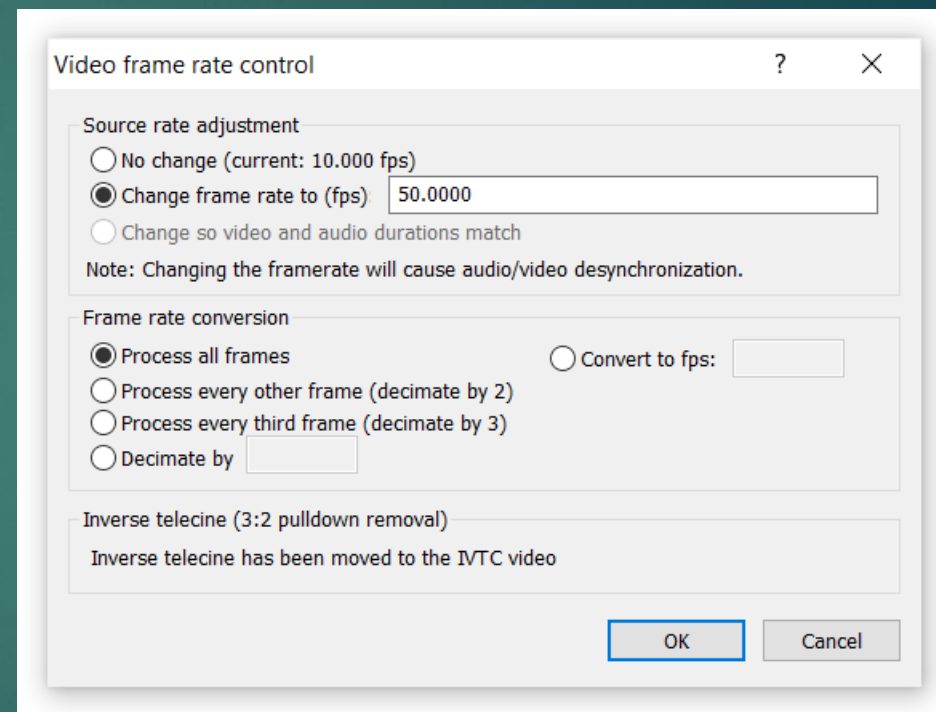 Video frame rate control
?
Source rate adjustment
No change (current: 10.000 fps)
Change frame rate to (fps) 50.0000
Change so video and audio durations match
Note: Changing the framerate will cause audio/video desynchronization.
Frame rate conversion
Process all frames
Convert to fps:
Process every other frame (decimate by 2)
Process every third frame (decimate by 3)
Decimate by
Inverse telecine (3:2 pulldown removal)
Inverse telecine has been moved to the IVTC video
OK
Cancel